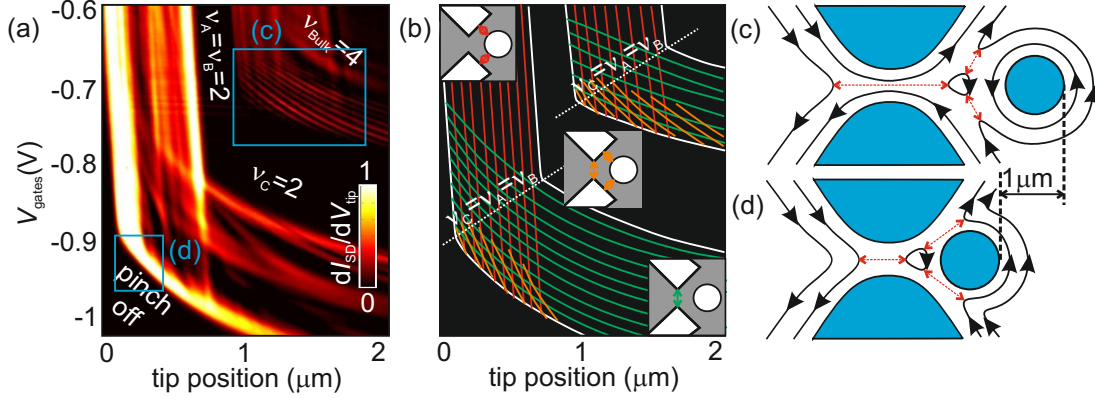 (a)
(b)
(c)
(d)
-0.6
-0.7
-0.8
-0.9
-1
V_gates(V)
ν_A=ν_B=2
ν_Bulk=4
(c)
ν_C=2
(d)
pinch
off
1
0
dI_SD/dV_tip
0
1
2
tip position (μm)
ν_C=ν_A=ν_B
ν_C=ν_A=ν_B
0
1
2
tip position (μm)
1μm